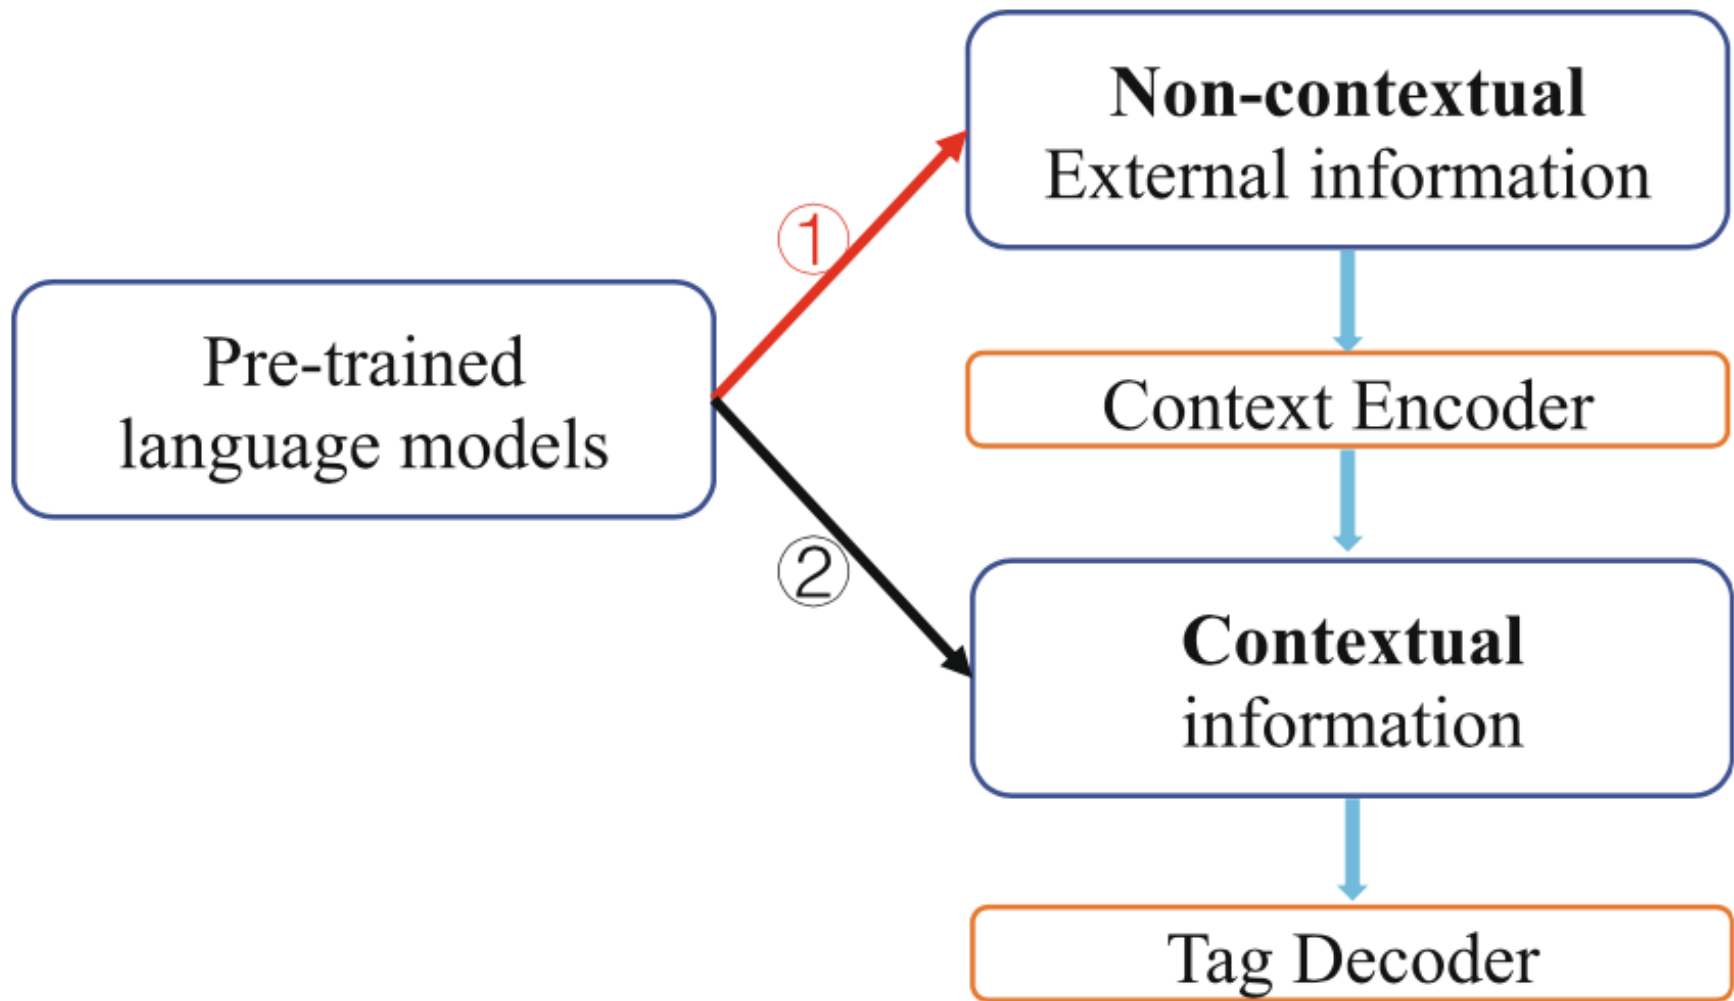 Non-contextual
External information
①
Pre-trained
language models
Context Encoder
②
Contextual
information
Tag Decoder